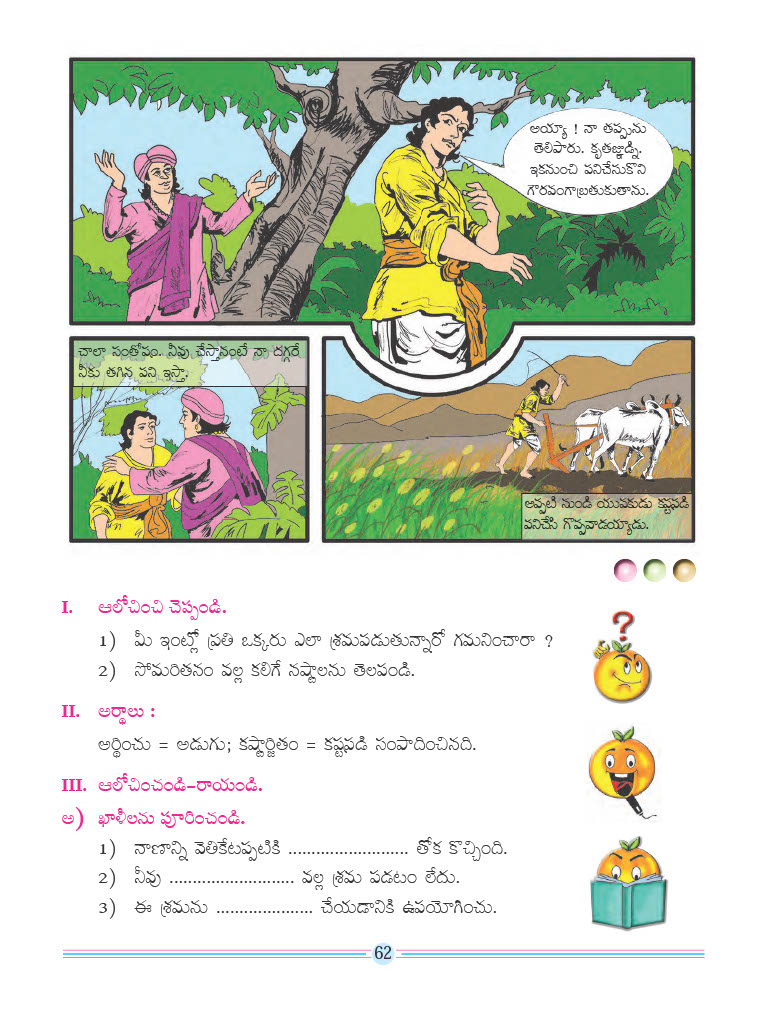 అయ్యా ! నా తప్పును
తెలిపారు. కృతజ్ఞుడ్ని.
ఇకనుంచి పనిచేసుకొని
గౌరవంగాబ్రతుకుతాను.
చాలా సంతోషం. నీవు చేస్తానంటే నా దగ్గరే
నీకు తగిన పని ఇస్తా.
అప్పటి నుండి యువకుడు కష్టపడి
పనిచేసి గొప్పవాడయ్యాడు.
I. ఆలోచించి చెప్పండి.
1) మీ ఇంట్లో ప్రతి ఒక్కరు ఎలా శ్రమపడుతున్నారో గమనించారా ?
2) సోమరితనం వల్ల కలిగే నష్టాలను తెలపండి.
II. అర్థాలు :
అర్థించు = అడుగు; కష్టార్జితం = కష్టపడి సంపాదించినది.
III. ఆలోచించండి-రాయండి.
అ) ఖాళీలను పూరించండి.
1) నాణాన్ని వెతికేటప్పటికి .......................... తోక కొచ్చింది.
2) నీవు ........................... వల్ల శ్రమ పడటం లేదు.
3) ఈ శ్రమను ..................... చేయడానికి ఉపయోగించు.
62